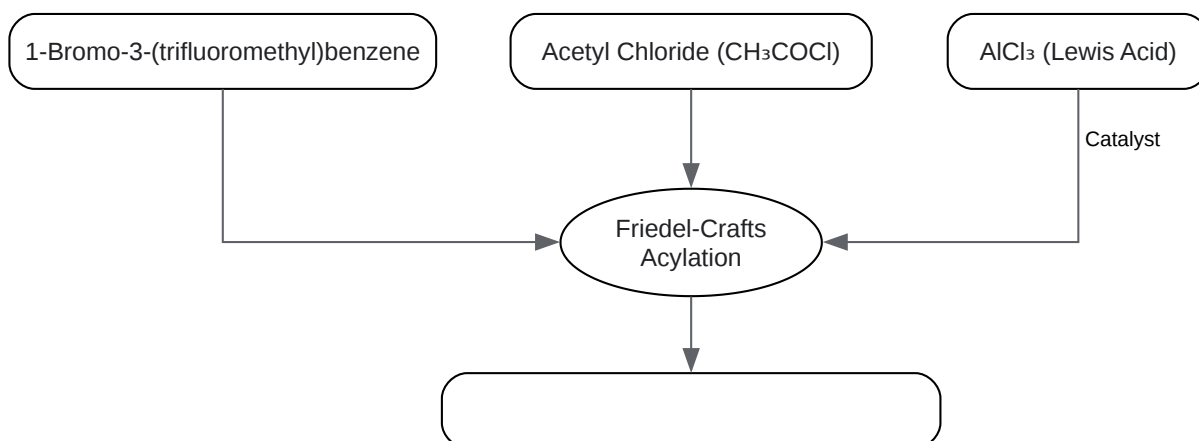 1-Bromo-3-(trifluoromethyl)benzene
Acetyl Chloride (CH₃COCl)
AlCl₃ (Lewis Acid)
Catalyst
Friedel-Crafts
Acylation